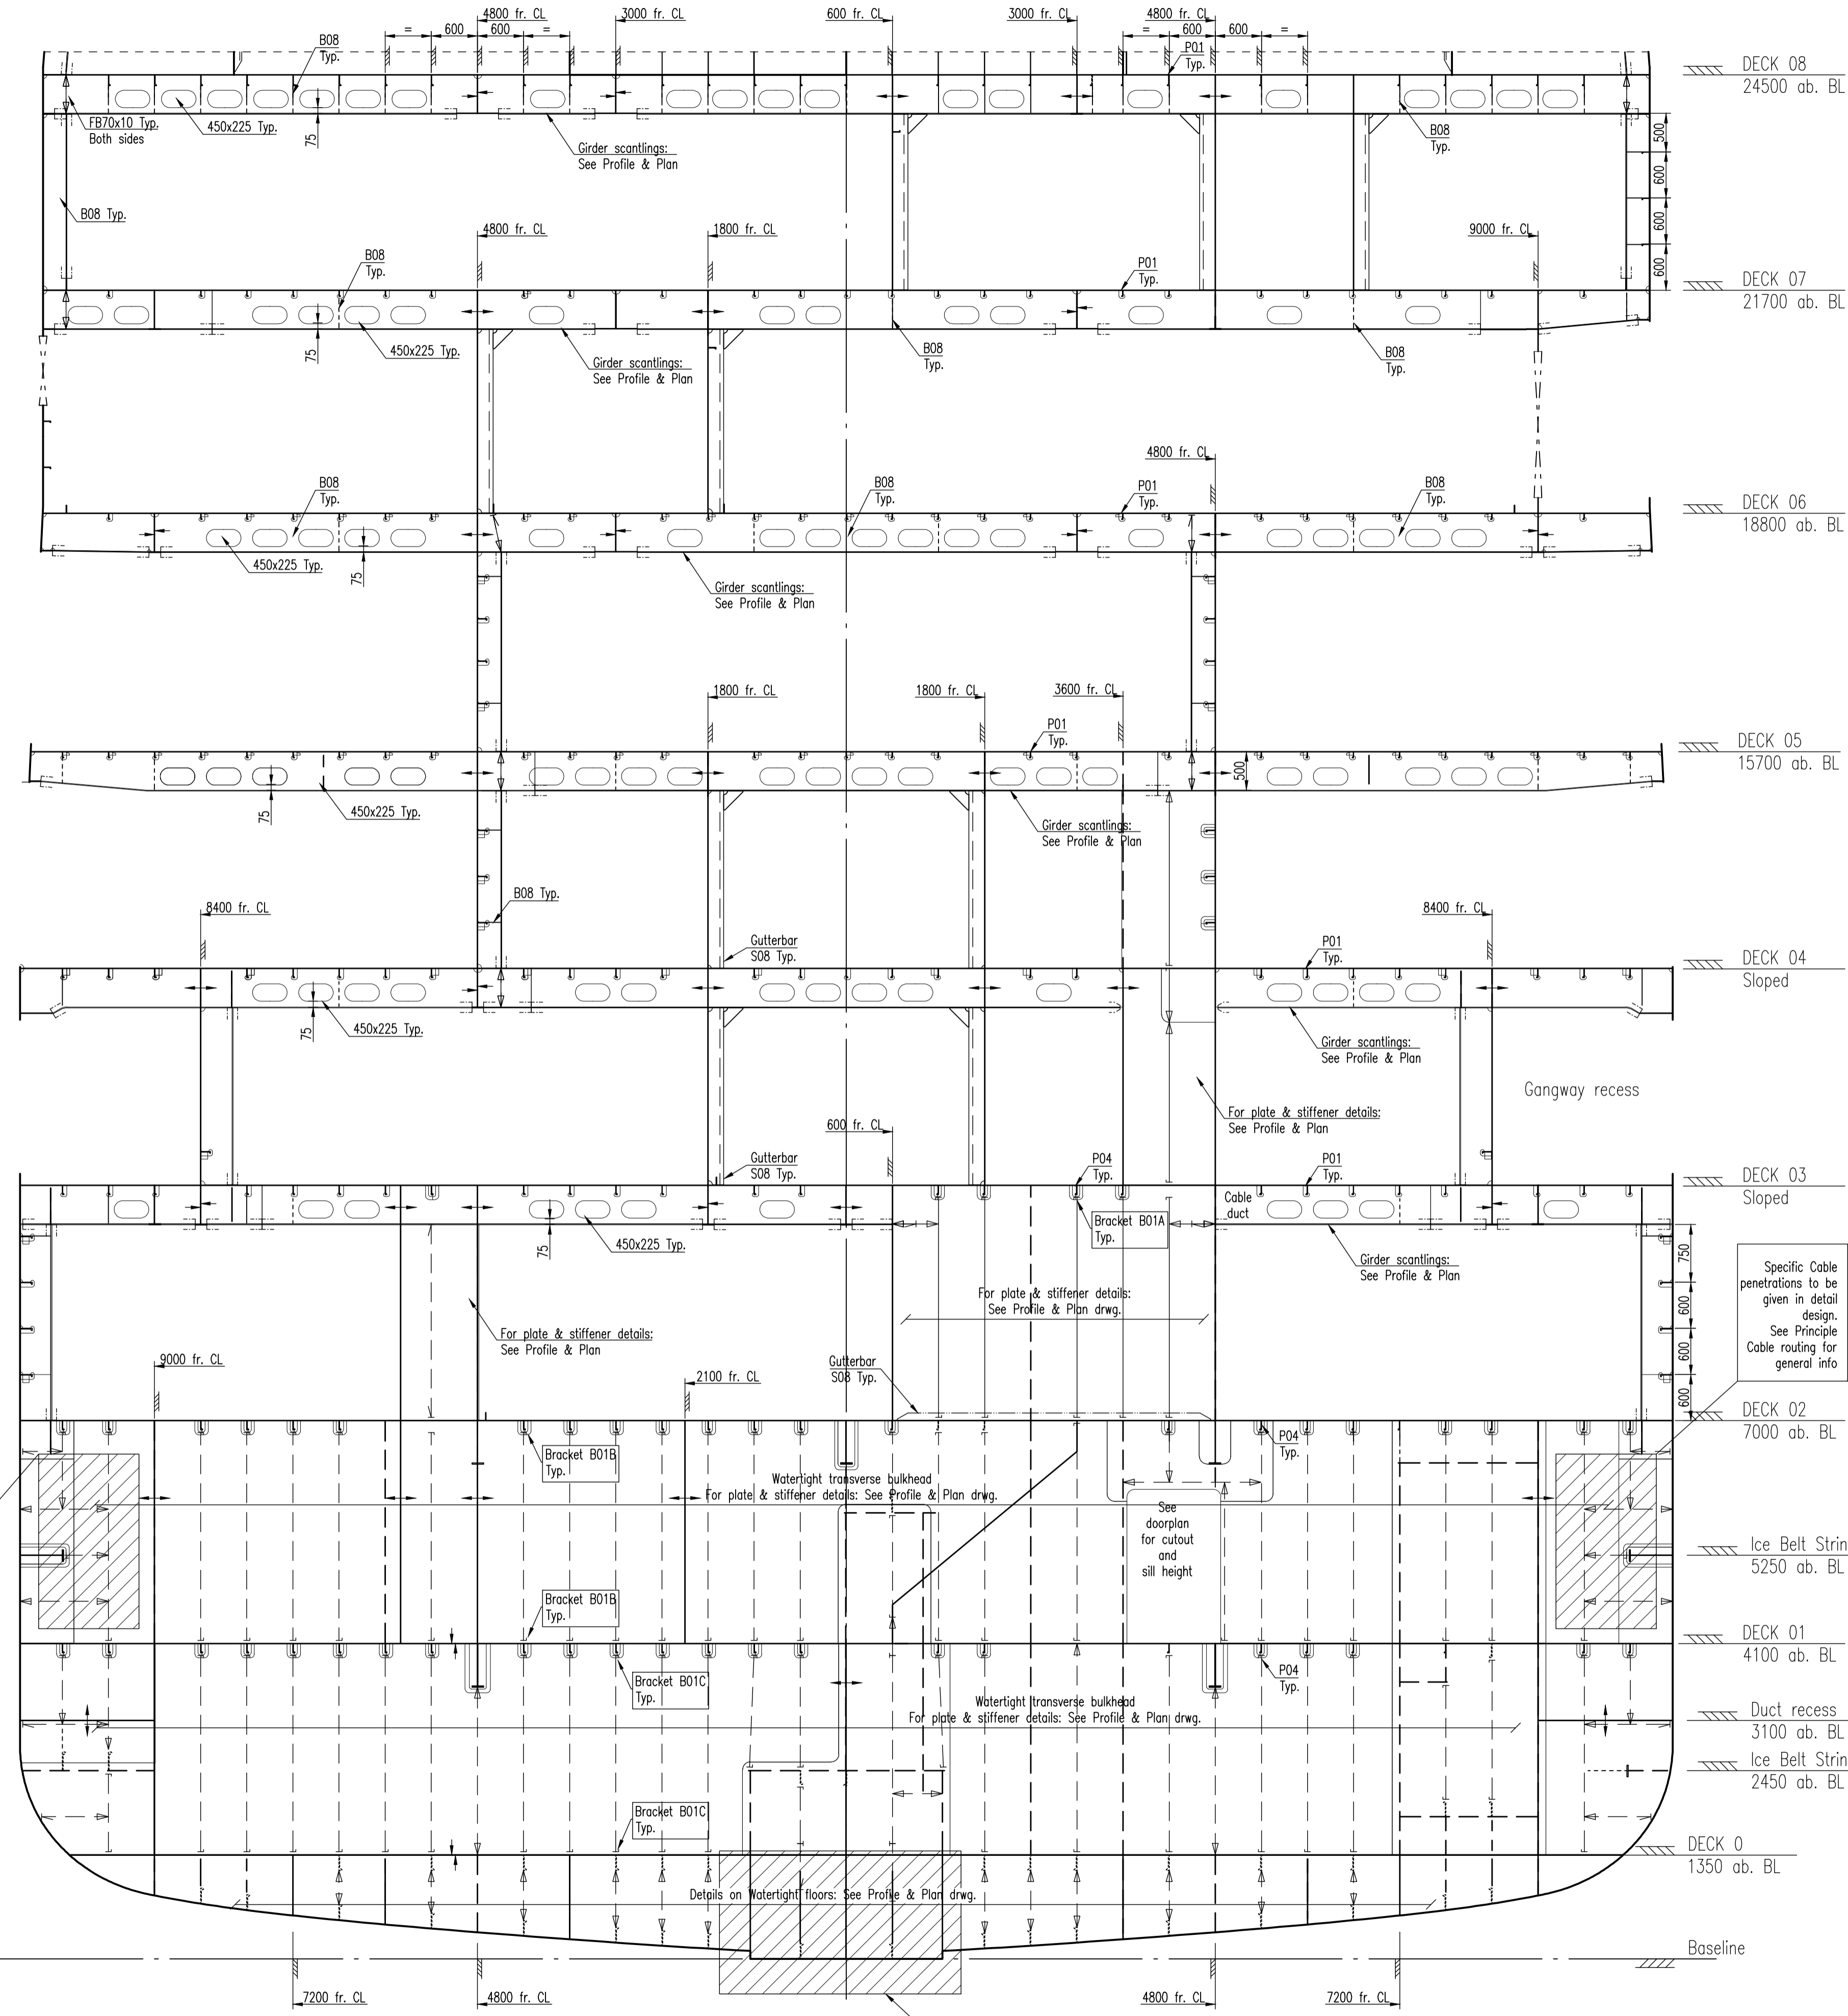 4800 fr. CL
3000 fr. CL
600 fr. CL
3000 fr. CL
4800 fr. CL
=
600
600
=
=
600
600
=
B08
Typ.
P01
Typ.
DECK 08
24500 ab. BL
FB70x10 Typ.
Both sides
450x225 Typ.
75
Girder scantlings:
See Profile & Plan
B08
Typ.
500
600
600
600
B08 Typ.
4800 fr. CL
1800 fr. CL
9000 fr. CL
B08
Typ.
P01
Typ.
DECK 07
21700 ab. BL
75
450x225 Typ.
Girder scantlings:
See Profile & Plan
B08
Typ.
B08
Typ.
4800 fr. CL
B08
Typ.
B08
Typ.
P01
Typ.
B08
Typ.
DECK 06
18800 ab. BL
450x225 Typ.
75
Girder scantlings:
See Profile & Plan
1800 fr. CL
1800 fr. CL
3600 fr. CL
P01
Typ.
DECK 05
15700 ab. BL
500
75
450x225 Typ.
Girder scantlings:
See Profile & Plan
B08 Typ.
8400 fr. CL
8400 fr. CL
Gutterbar
S08 Typ.
P01
Typ.
DECK 04
Sloped
75
450x225 Typ.
Girder scantlings:
See Profile & Plan
Gangway recess
For plate & stiffener details:
See Profile & Plan
600 fr. CL
Gutterbar
S08 Typ.
P04
Typ.
P01
Typ.
DECK 03
Sloped
Cable
duct
Bracket B01A
Typ.
75
450x225 Typ.
Girder scantlings:
See Profile & Plan
750
600
600
600
Specific Cable
penetrations to be
given in detail
design.
See Principle
Cable routing for
general info
For plate & stiffener details:
See Profile & Plan drwg.
For plate & stiffener details:
See Profile & Plan
9000 fr. CL
2100 fr. CL
Gutterbar
S08 Typ.
DECK 02
7000 ab. BL
Bracket B01B
Typ.
P04
Typ.
Watertight transverse bulkhead
For plate & stiffener details: See Profile & Plan drwg.
See
doorplan
for cutout
and
sill height
Ice Belt Strin
5250 ab. BL
Bracket B01B
Typ.
DECK 01
4100 ab. BL
Bracket B01C
Typ.
P04
Typ.
Watertight transverse bulkhead
For plate & stiffener details: See Profile & Plan drwg.
Duct recess
3100 ab. BL
Ice Belt Strin
2450 ab. BL
Bracket B01C
Typ.
DECK 0
1350 ab. BL
Details on Watertight floors: See Profile & Plan drwg.
Baseline
7200 fr. CL
4800 fr. CL
4800 fr. CL
7200 fr. CL